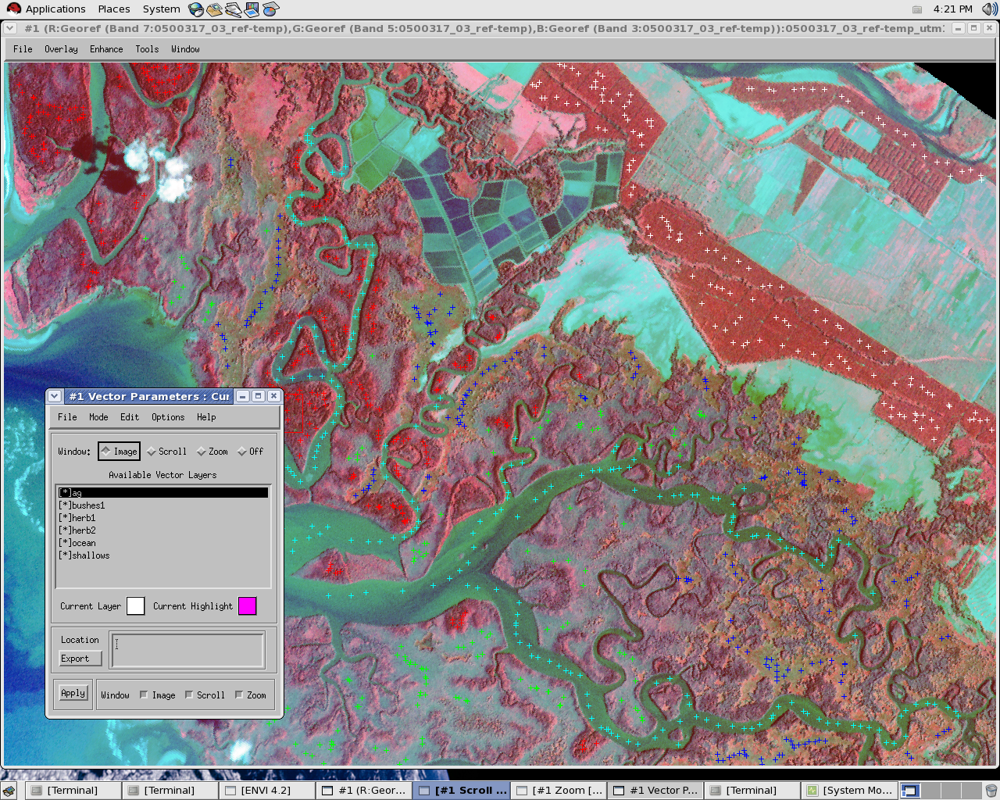 Applications Places System 4:21 PM
#1 (R:Georef (Band 7:0500317_03_ref-temp),G:Georef (Band 5:0500317_03_ref-temp),B:Georef (Band 3:0500317_03_ref-temp)):0500317_03_ref-temp_utm
File Overlay Enhance Tools Window
#1 Vector Parameters : Cur
File Mode Edit Options Help
Window: Image Scroll Zoom Off
Available Vector Layers
[*]ag
[*]bushes1
[*]herb1
[*]herb2
[*]ocean
[*]shallows
Current Layer Current Highlight
Location
Export
Apply Window Image Scroll Zoom
[Terminal] [Terminal] [ENVI 4.2] #1 (R:Geor... [#1 Scroll ... [#1 Zoom [... #1 Vector P... [Terminal] [System Mo...